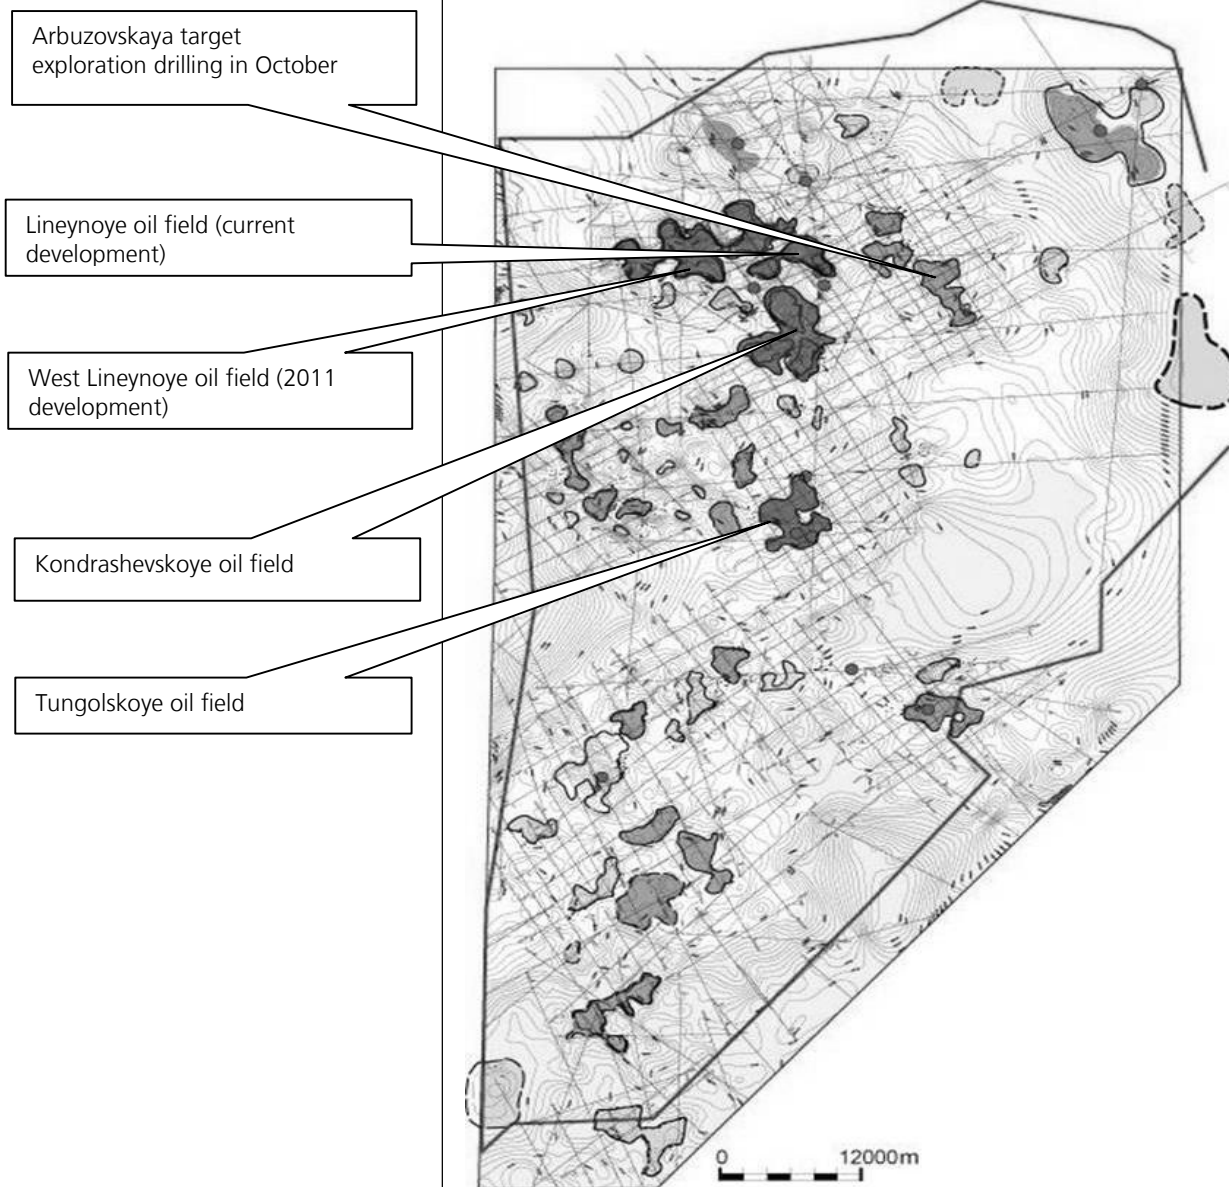 Arbuzovskaya target
exploration drilling in October
Lineynoye oil field (current
development)
West Lineynoye oil field (2011
development)
Kondrashevskoye oil field
Tungolskoye oil field
0 12000m